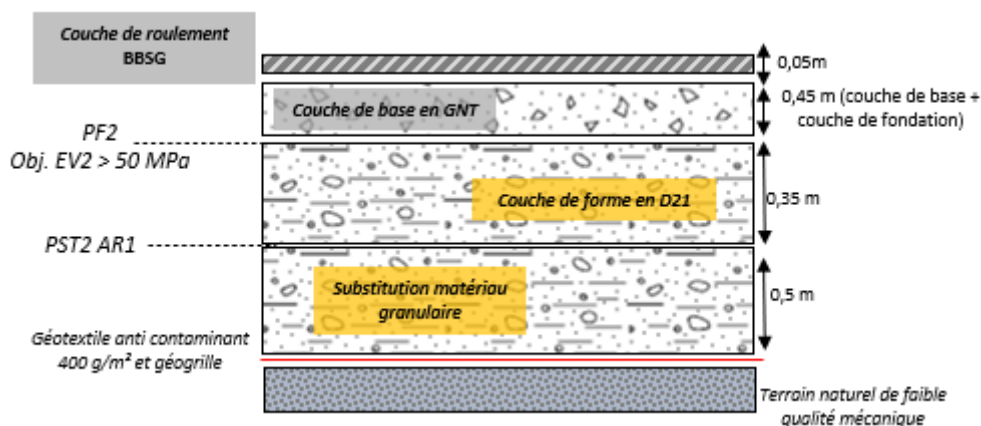 Couche de roulement
BBSG
0,05m
Couche de base en GNT
0,45 m (couche de base +
couche de fondation)
PF2
Obj. EV2 > 50 MPa
Couche de forme en D21
0,35 m
PST2 AR1
Substitution matériau
granulaire
0,5 m
Géotextile anti contaminant
400 g/m² et géogrille
Terrain naturel de faible
qualité mécanique